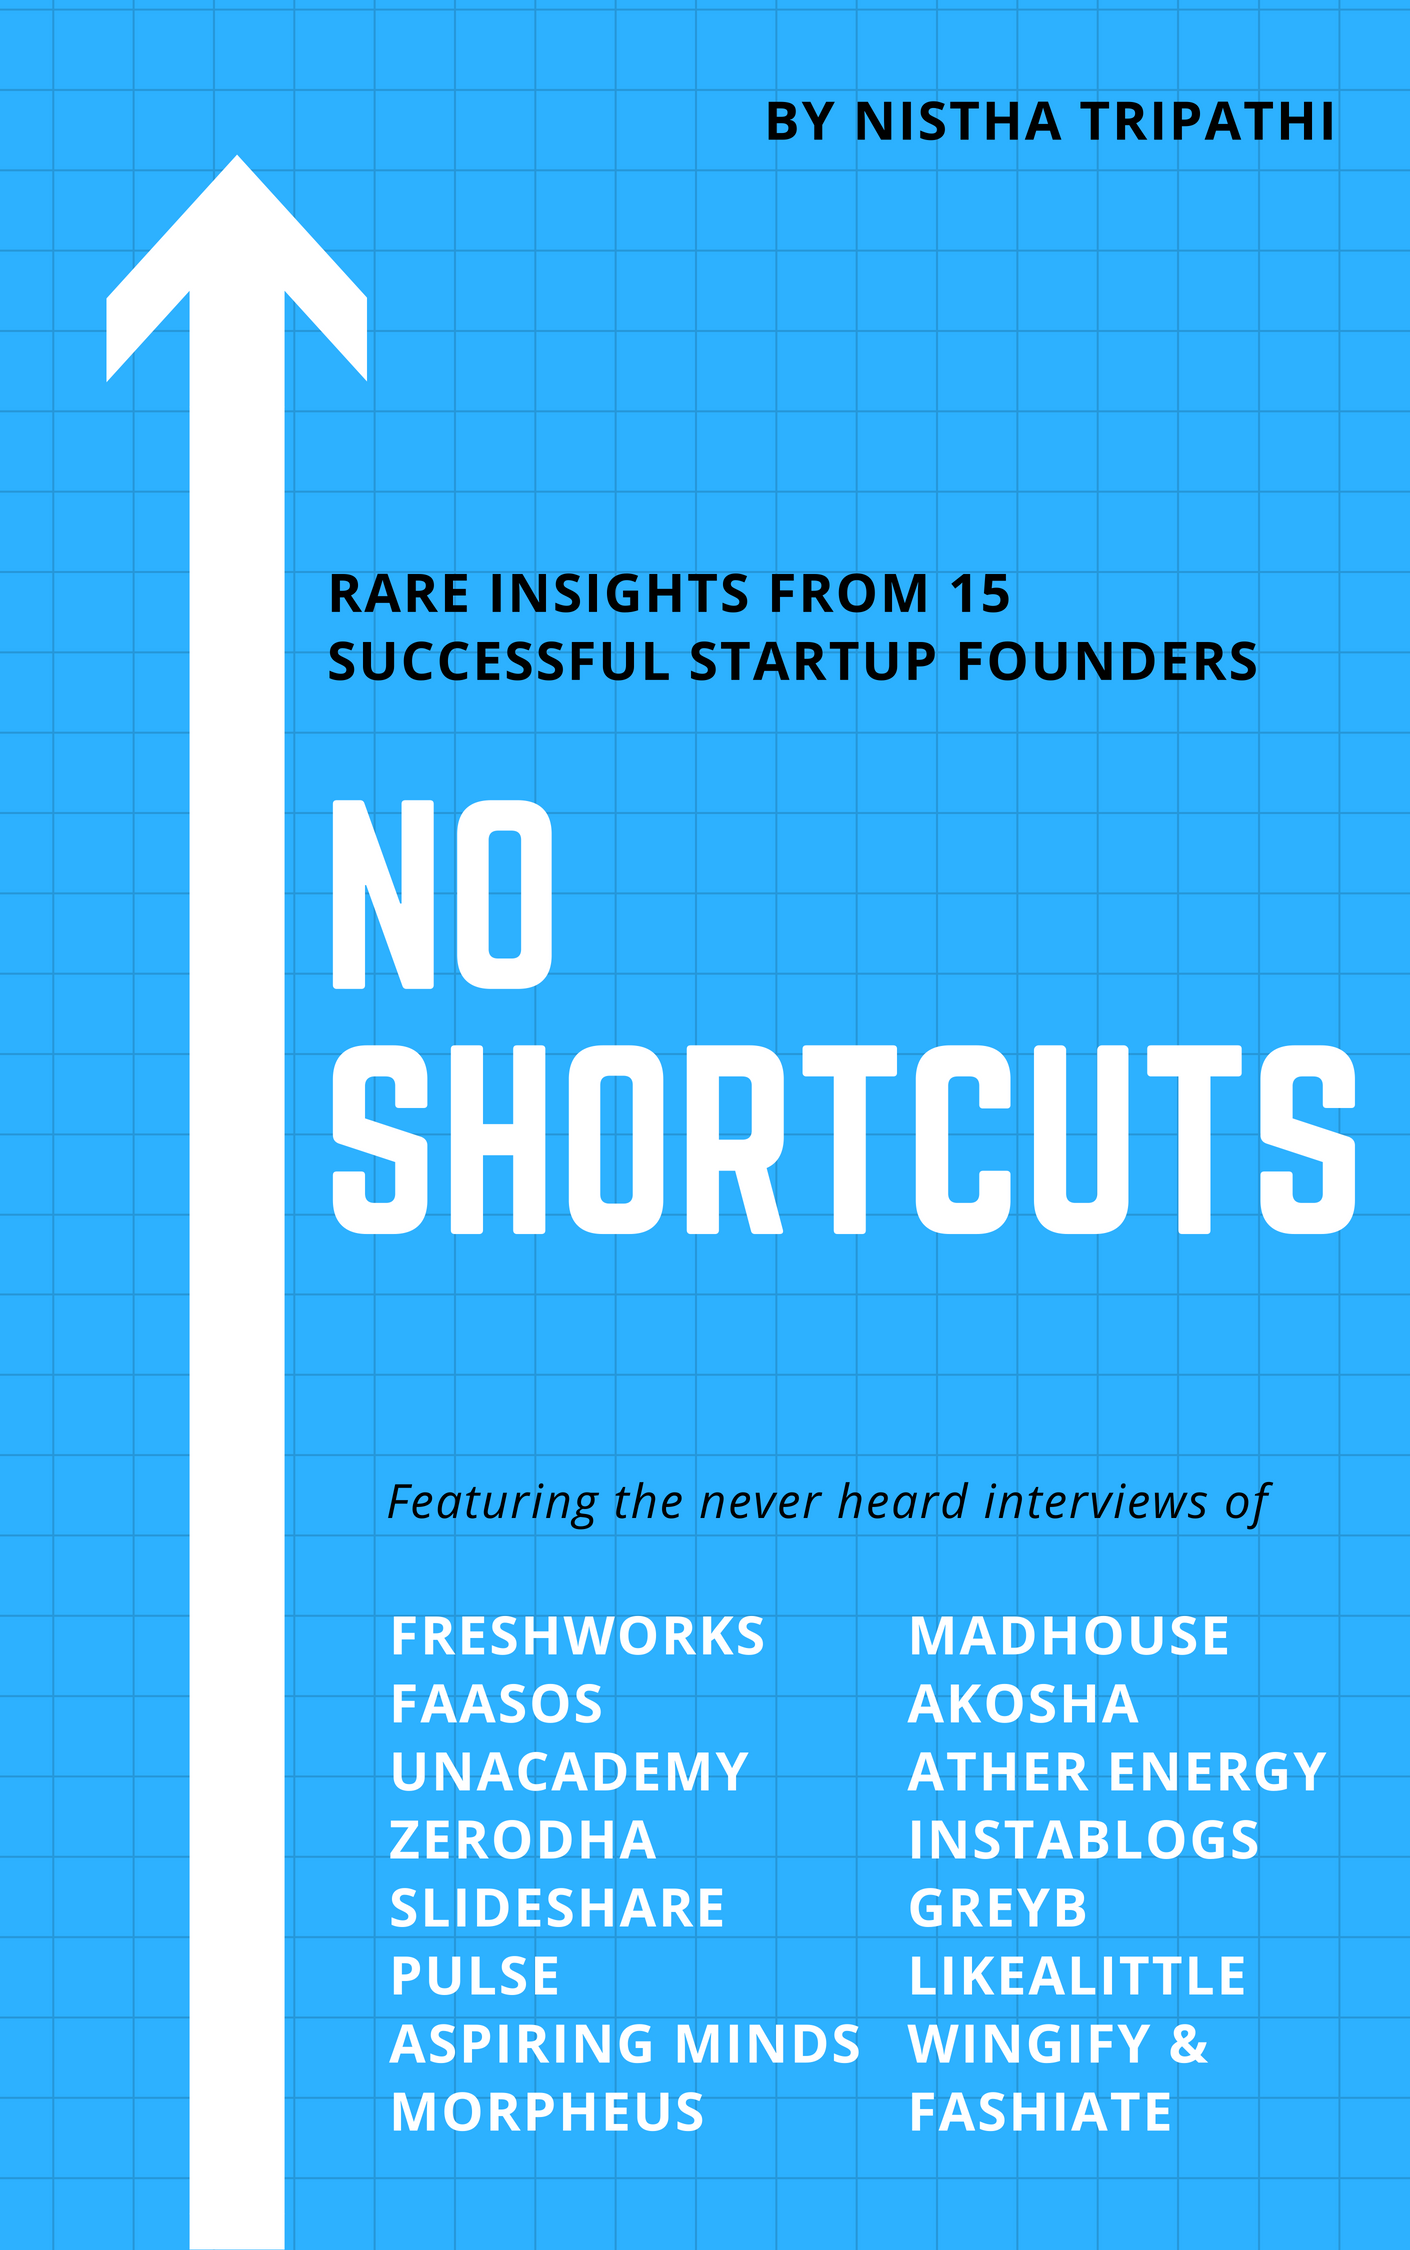 BY NISTHA TRIPATHI
RARE INSIGHTS FROM 15
SUCCESSFUL STARTUP FOUNDERS
NO
SHORTCUTS
Featuring the never heard interviews of
FRESHWORKS
FAASOS
UNACADEMY
ZERODHA
SLIDESHARE
PULSE
ASPIRING MINDS
MORPHEUS
MADHOUSE
AKOSHA
ATHER ENERGY
INSTABLOGS
GREYB
LIKEALITTLE
WINGIFY &
FASHIATE